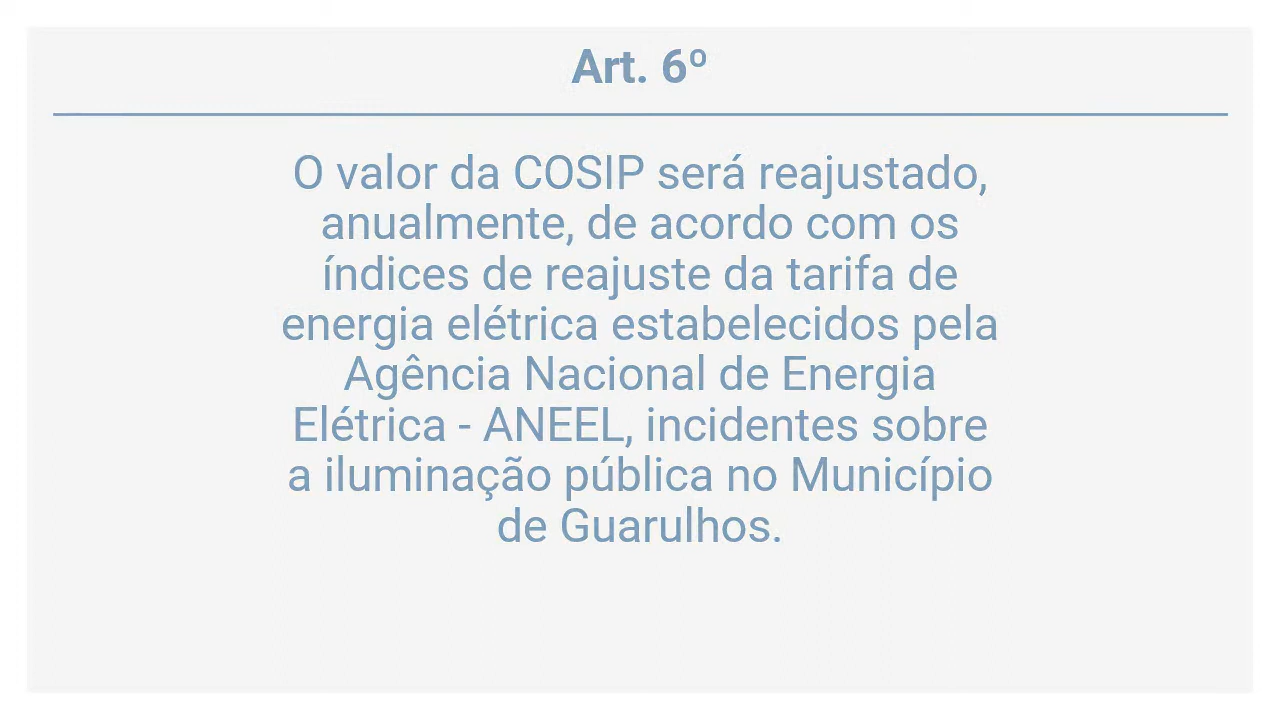 Art. 6º
O valor da COSIP será reajustado,
anualmente, de acordo com os
índices de reajuste da tarifa de
energia elétrica estabelecidos pela
Agência Nacional de Energia
Elétrica - ANEEL, incidentes sobre
a iluminação pública no Município
de Guarulhos.